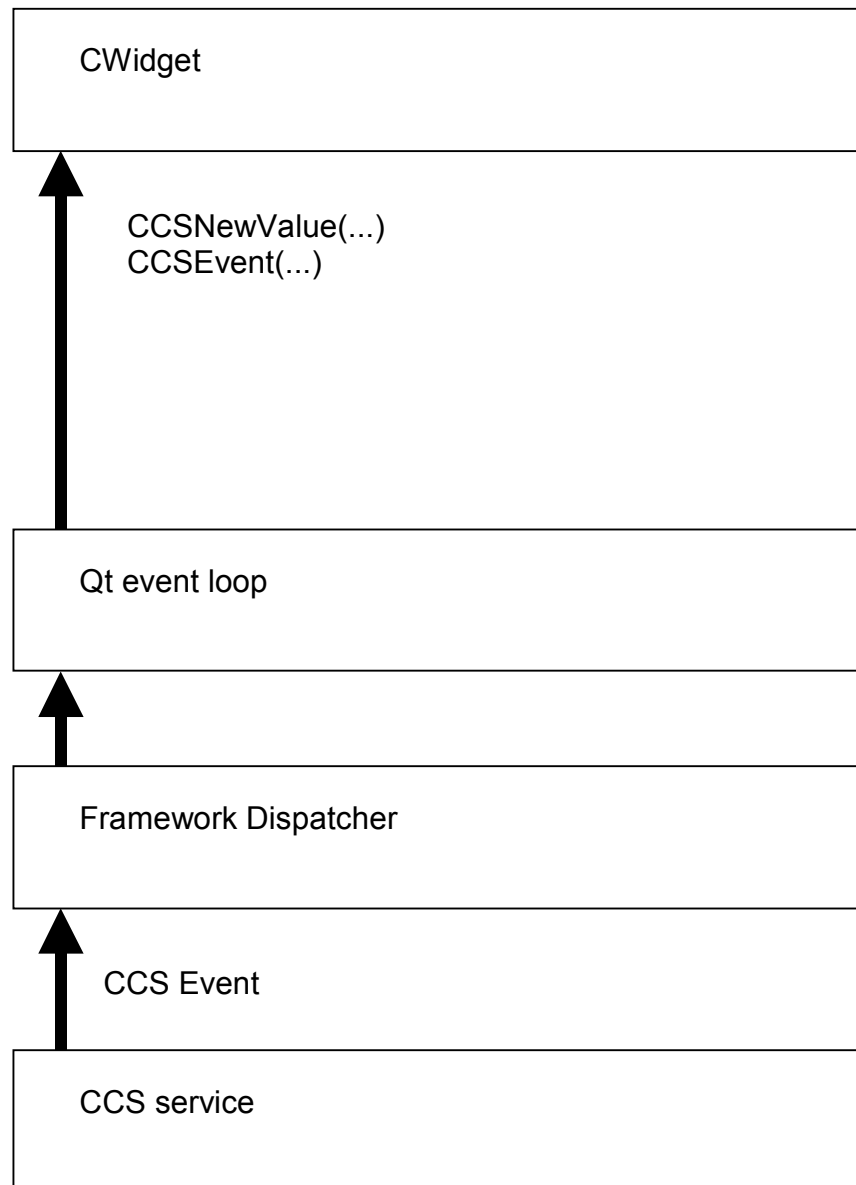 CWidget
CCSNewValue(...)
CCSEvent(...)
Qt event loop
Framework Dispatcher
CCS Event
CCS service